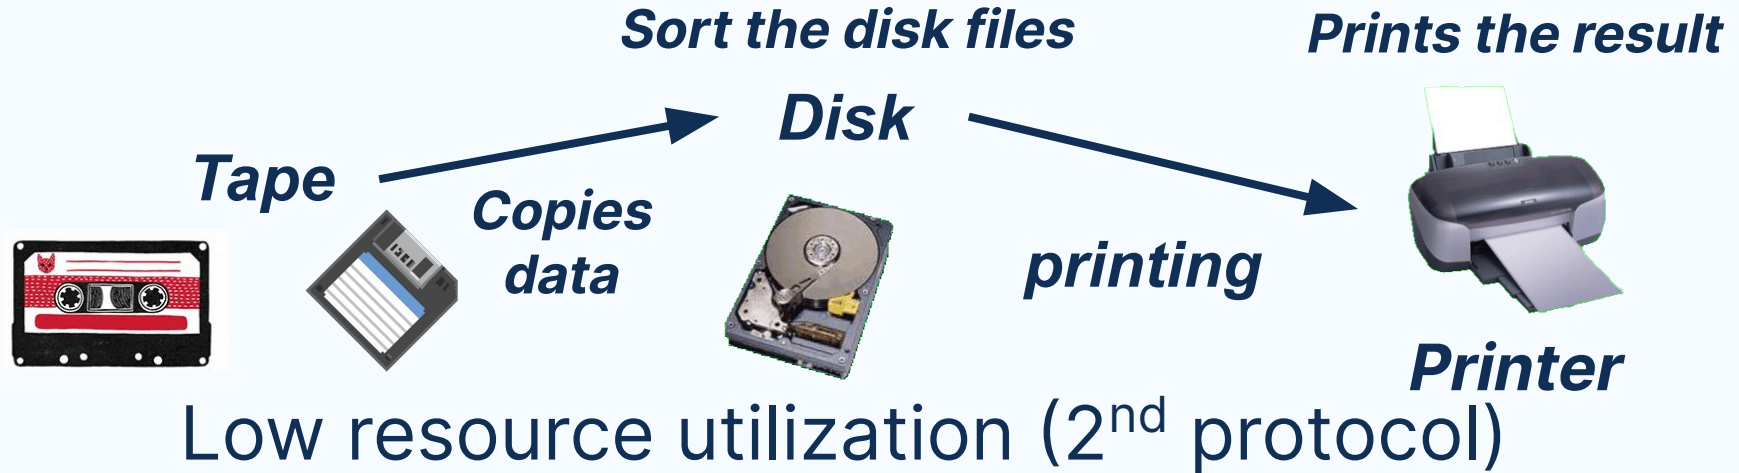 Sort the disk files
Prints the result
Disk
Tape
Copies
data
printing
Printer
Low resource utilization (2nd protocol)